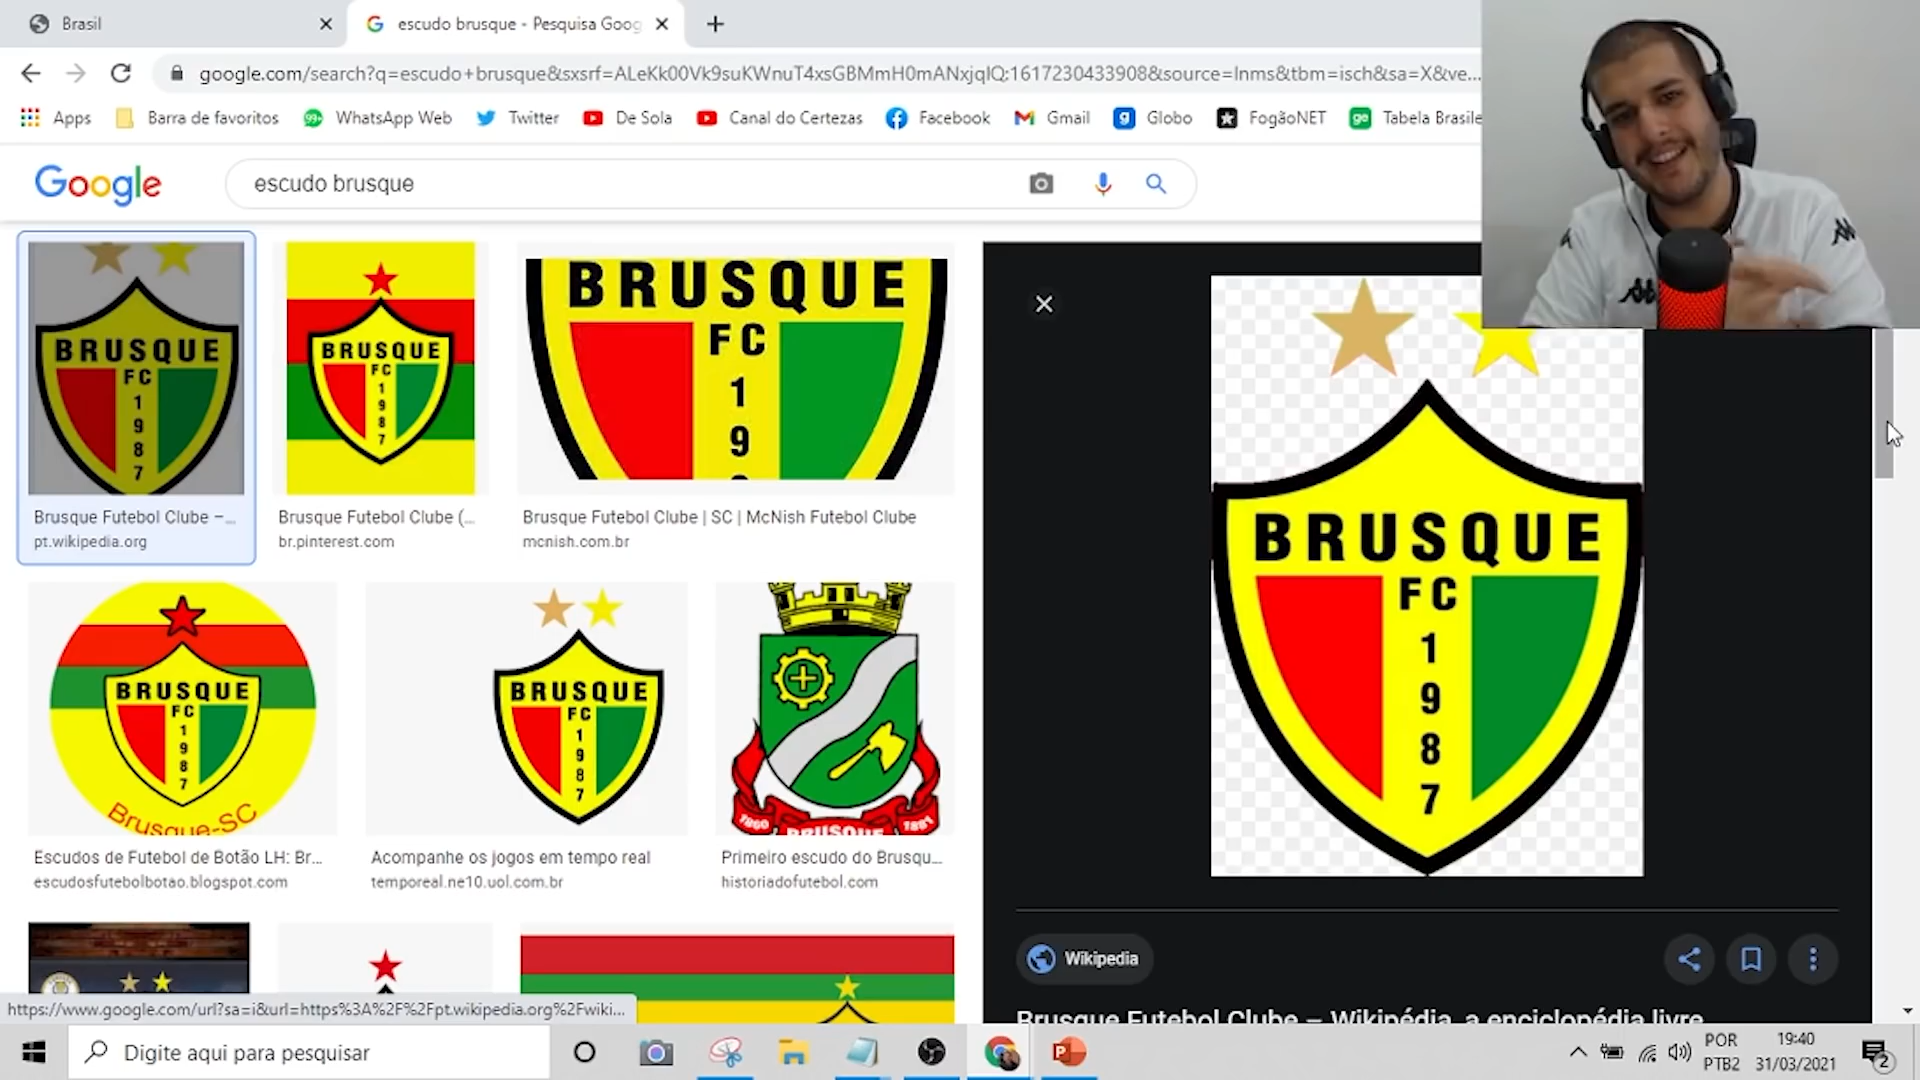 Brasil
escudo brusque - Pesquisa Goog
google.com/search?q=escudo+brusque&sxsrf=ALeKk00Vk9suKWnuT4xsGBMmH0mANxjqIQ:1617230433908&source=lnms&tbm=isch&sa=X&ve...
Apps Barra de favoritos WhatsApp Web Twitter De Sola Canal do Certezas Facebook Gmail Globo FogãoNET Tabela Brasile
Google
escudo brusque
BRUSQUE
FC
1
9
8
7
Brusque Futebol Clube –...
pt.wikipedia.org
BRUSQUE
FC
1
9
8
7
Brusque Futebol Clube (...
br.pinterest.com
BRUSQUE
FC
1
9
Brusque Futebol Clube | SC | McNish Futebol Clube
mcnish.com.br
BRUSQUE
FC
1
9
8
7
Brusque-SC
Escudos de Futebol de Botão LH: Br...
escudosfutebolbotao.blogspot.com
BRUSQUE
FC
1
9
8
7
Acompanhe os jogos em tempo real
temporeal.ne10.uol.com.br
1860 BRUSQUE 1881
Primeiro escudo do Brusqu...
historiadofutebol.com
BRUSQUE
FC
1
9
8
7
Wikipedia
Brusque Futebol Clube – Wikipédia, a enciclopédia livre
https://www.google.com/url?sa=i&url=https%3A%2F%2Fpt.wikipedia.org%2Fwiki...
Digite aqui para pesquisar
POR
PTB2
19:40
31/03/2021
2